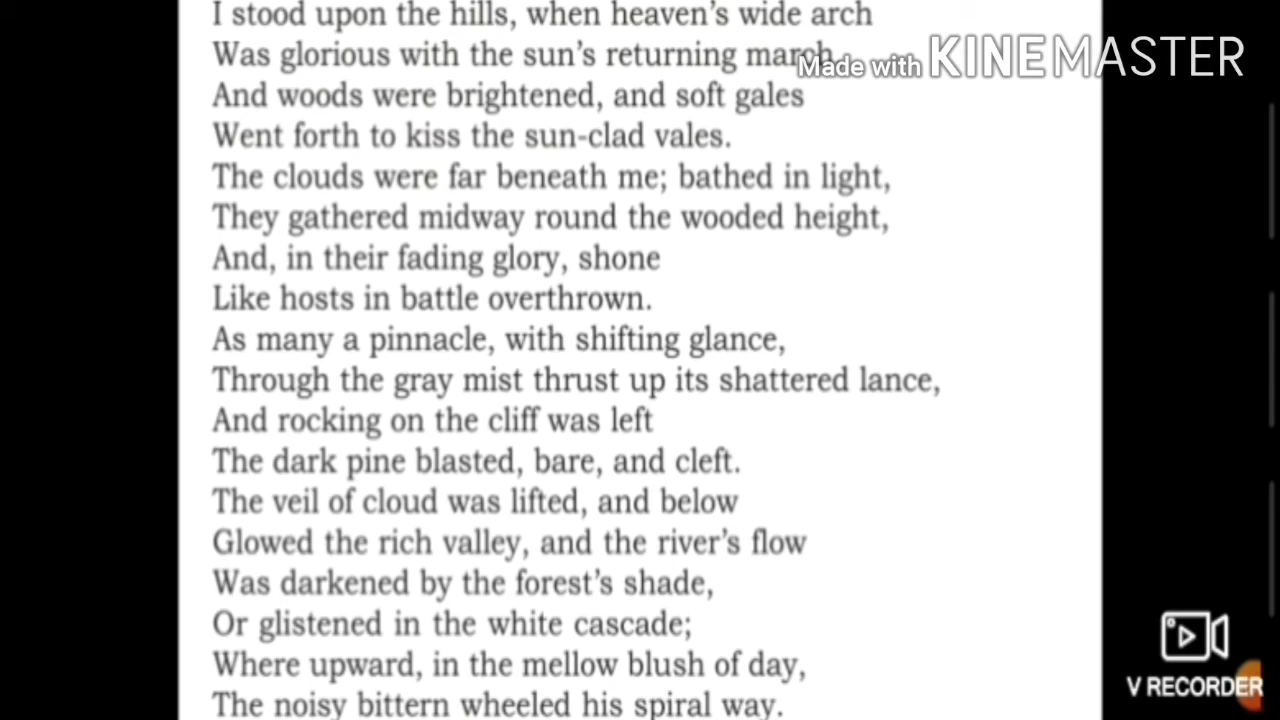 I stood upon the hills, when heaven's wide arch
Was glorious with the sun's returning march,
Made with KINEMASTER
And woods were brightened, and soft gales
Went forth to kiss the sun-clad vales.
The clouds were far beneath me; bathed in light,
They gathered midway round the wooded height,
And, in their fading glory, shone
Like hosts in battle overthrown.
As many a pinnacle, with shifting glance,
Through the gray mist thrust up its shattered lance,
And rocking on the cliff was left
The dark pine blasted, bare, and cleft.
The veil of cloud was lifted, and below
Glowed the rich valley, and the river's flow
Was darkened by the forest's shade,
Or glistened in the white cascade;
Where upward, in the mellow blush of day,
The noisy bittern wheeled his spiral way.
V RECORDER